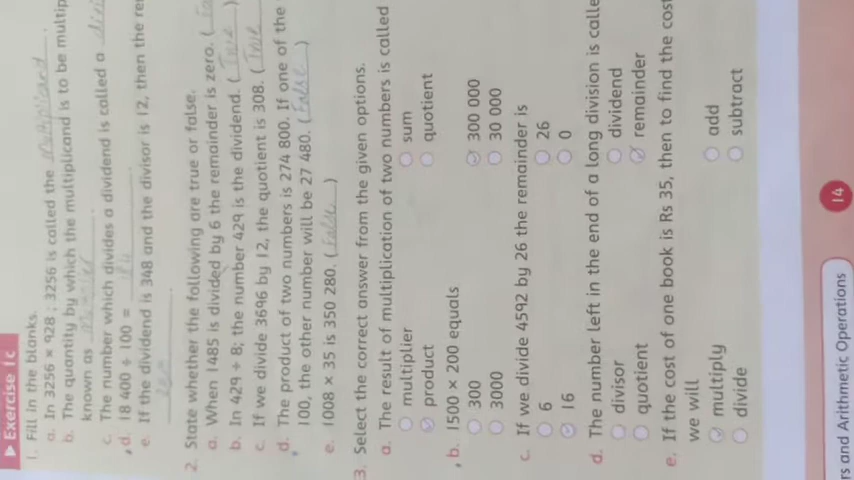 ▶ Exercise 1c
1. Fill in the blanks.
a. In 3256 × 928 ; 3256 is called the multiplicand.
b. The quantity by which the multiplicand is to be multip
known as
c. The number which divides a dividend is called a
d. 18 400 ÷ 100 =
e. If the dividend is 348 and the divisor is 12, then the
2. State whether the following are true or false.
a. When 1485 is divided by 6 the remainder is zero. (
b. In 429 ÷ 8; the number 429 is the dividend. ( True )
c. If we divide 3696 by 12, the quotient is 308. ( True
d. The product of two numbers is 274 800. If one of the
100, the other number will be 27 480. ( False )
e. 1008 × 35 is 350 280. ( False )
3. Select the correct answer from the given options.
a. The result of multiplication of two numbers is called
multiplier sum
product quotient
b. 1500 × 200 equals
300 300 000
3000 30 000
c. If we divide 4592 by 26 the remainder is
6 26
16 0
d. The number left in the end of a long division is calle
divisor dividend
quotient remainder
e. If the cost of one book is Rs 35, then to find the cost
we will
multiply add
divide subtract
rs and Arithmetic Operations 14